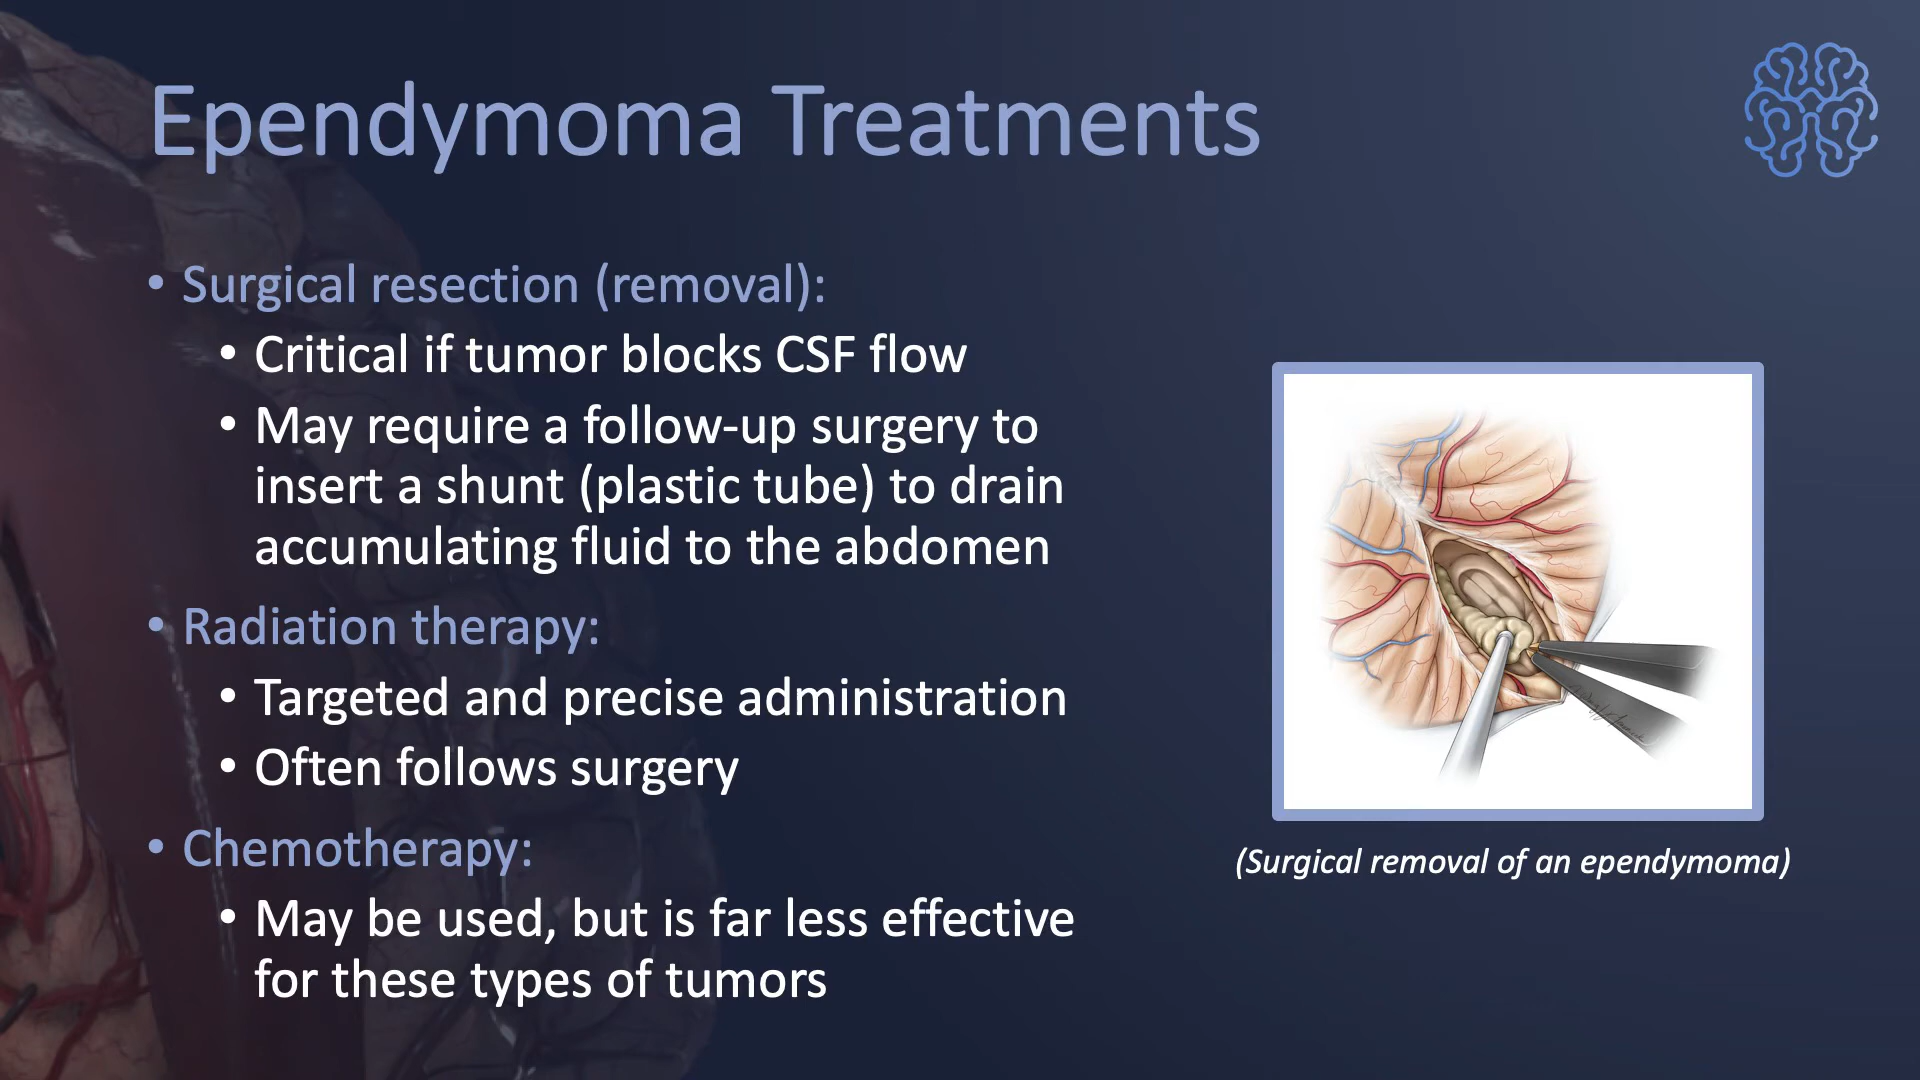 Ependymoma Treatments
• Surgical resection (removal):
• Critical if tumor blocks CSF flow
• May require a follow-up surgery to
insert a shunt (plastic tube) to drain
accumulating fluid to the abdomen
• Radiation therapy:
• Targeted and precise administration
• Often follows surgery
• Chemotherapy:
• May be used, but is far less effective
for these types of tumors
(Surgical removal of an ependymoma)